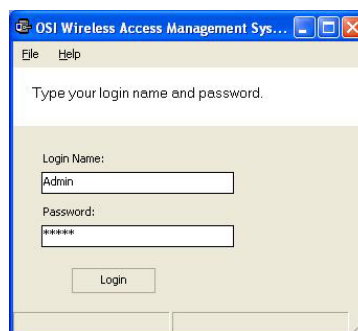 OSI Wireless Access Management Sys...
File Help
Type your login name and password.
Login Name:
Admin
Password:
*****
Login